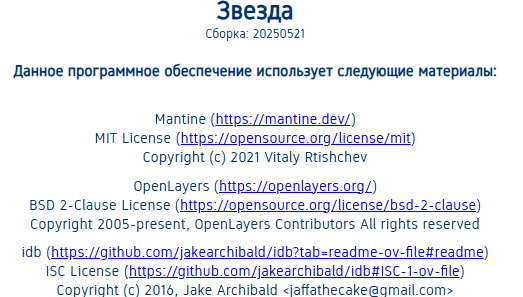 Звезда
Сборка: 20250521
Данное программное обеспечение использует следующие материалы:
Mantine (https://mantine.dev/)
MIT License (https://opensource.org/license/mit)
Copyright (c) 2021 Vitaly Rtishchev
OpenLayers (https://openlayers.org/)
BSD 2-Clause License (https://opensource.org/license/bsd-2-clause)
Copyright 2005-present, OpenLayers Contributors All rights reserved
idb (https://github.com/jakearchibald/idb?tab=readme-ov-file#readme)
ISC License (https://github.com/jakearchibald/idb#ISC-1-ov-file)
Copyright (c) 2016, Jake Archibald <jaffathecake@gmail.com>